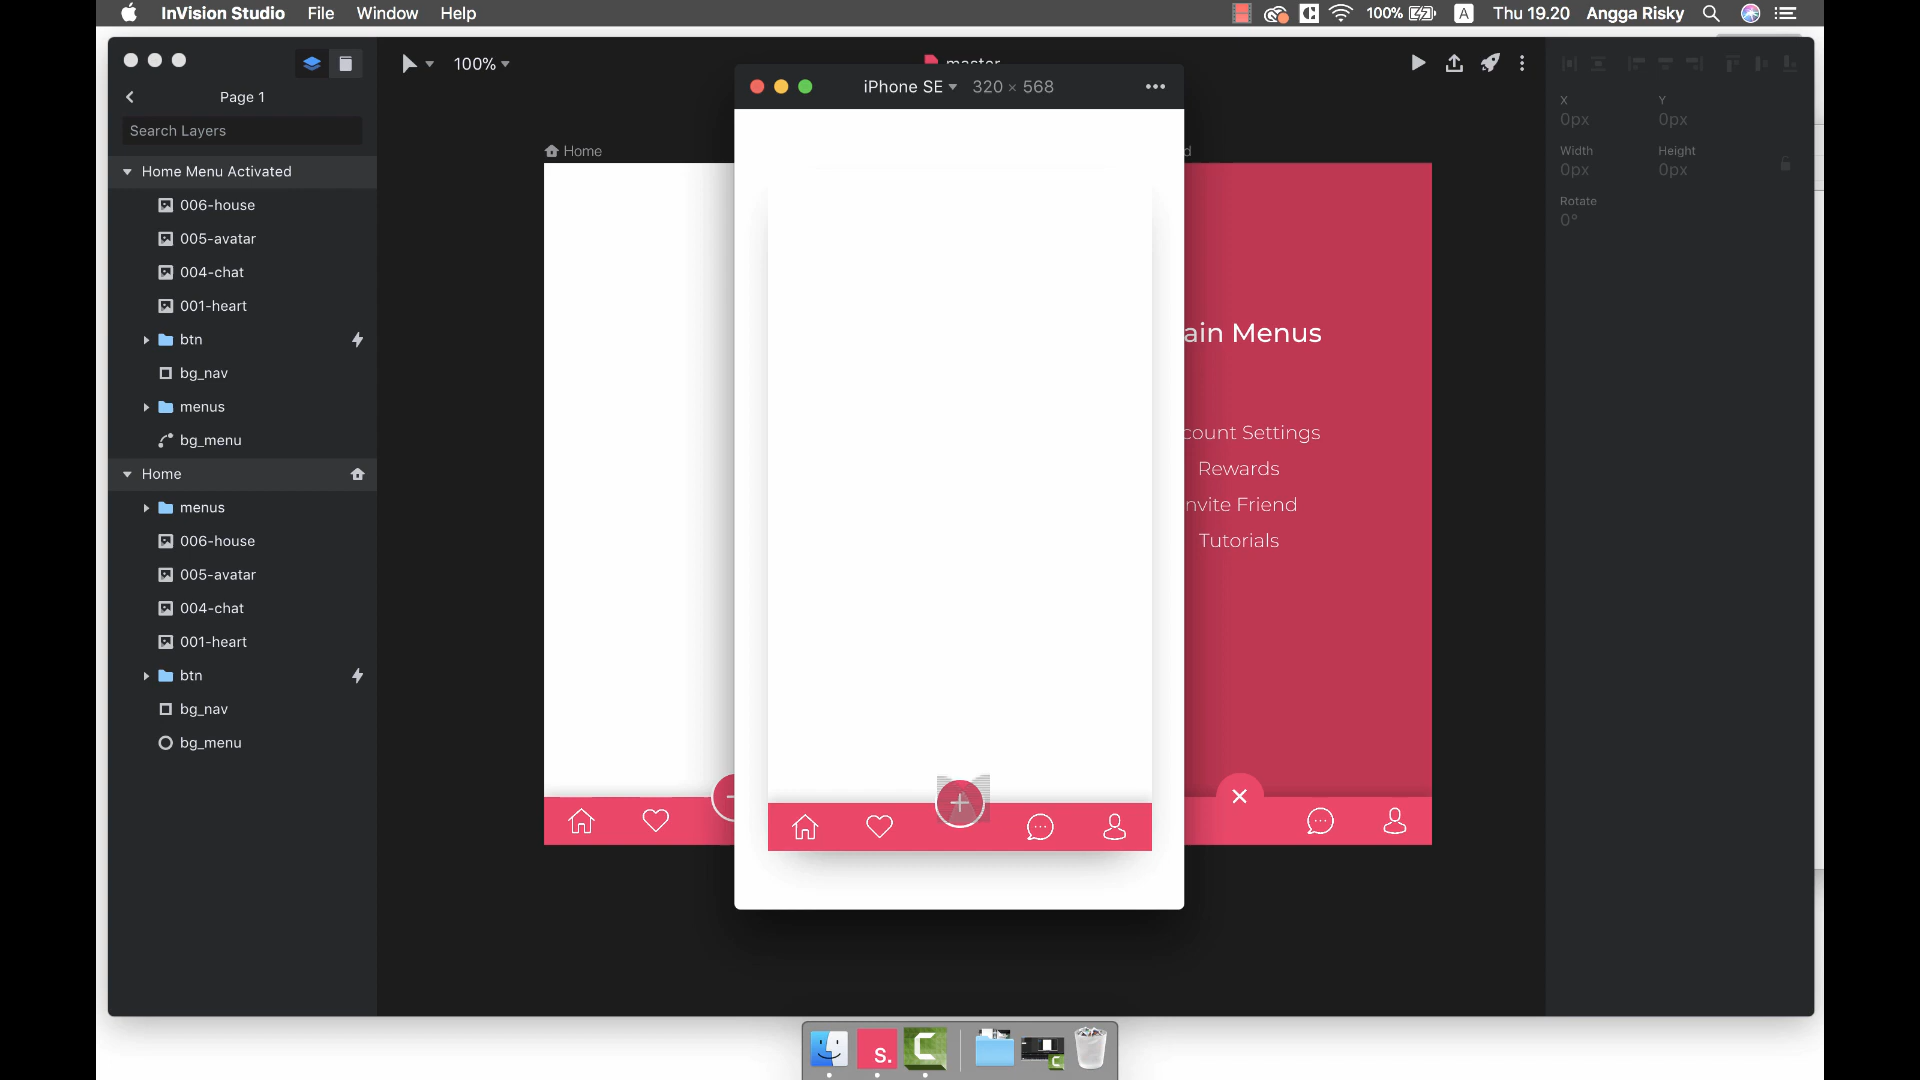 InVision Studio File Window Help
100% A Thu 19.20 Angga Risky
100%
Page 1
Search Layers
Home Menu Activated
006-house
005-avatar
004-chat
001-heart
btn
bg_nav
menus
bg_menu
Home
menus
006-house
005-avatar
004-chat
001-heart
btn
bg_nav
bg_menu
master
iPhone SE 320 × 568
Home
d
ain Menus
count Settings
Rewards
nvite Friend
Tutorials
X Y
0px 0px
Width Height
0px 0px
Rotate
0°
s.